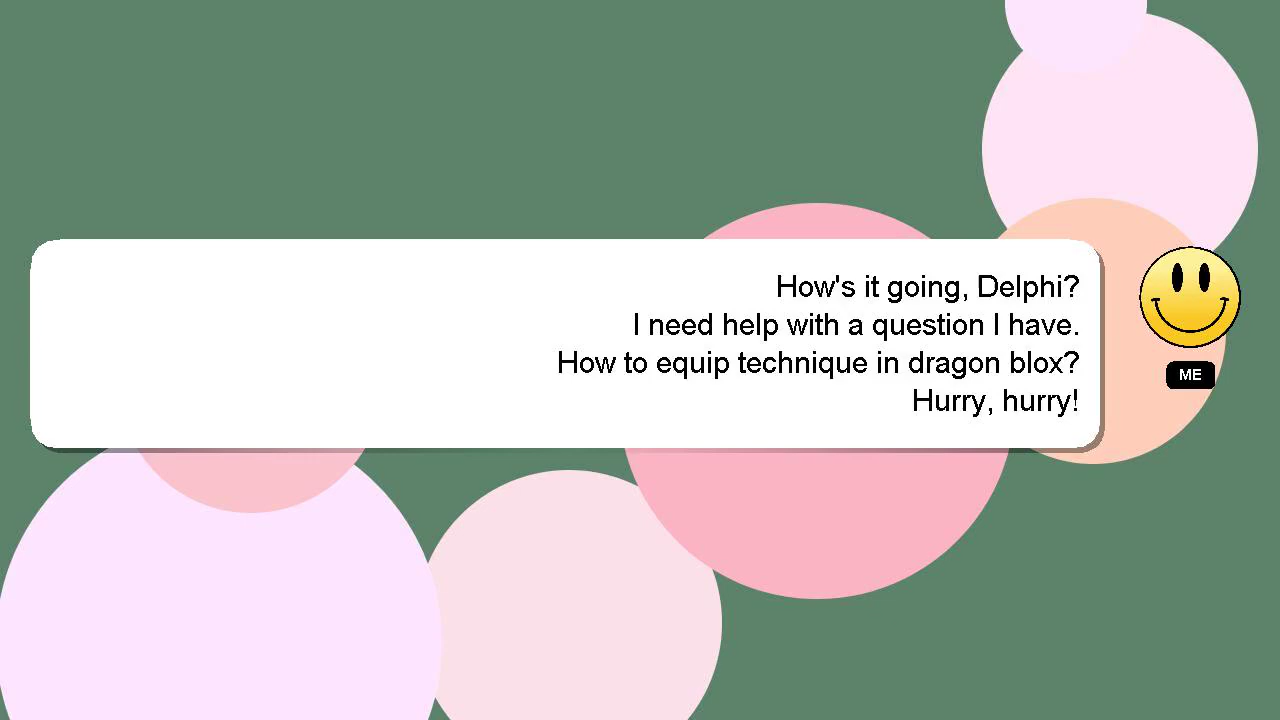 How's it going, Delphi?
I need help with a question I have.
How to equip technique in dragon blox?
Hurry, hurry!
ME